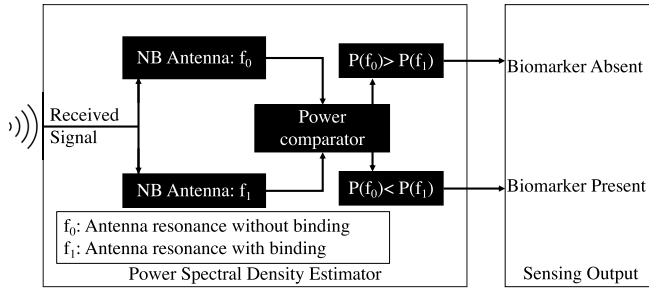 NB Antenna: f₀
P(f₀)> P(f₁)
Biomarker Absent
Received
Signal
Power
comparator
NB Antenna: f₁
P(f₀)< P(f₁)
Biomarker Present
f₀: Antenna resonance without binding
f₁: Antenna resonance with binding
Power Spectral Density Estimator
Sensing Output